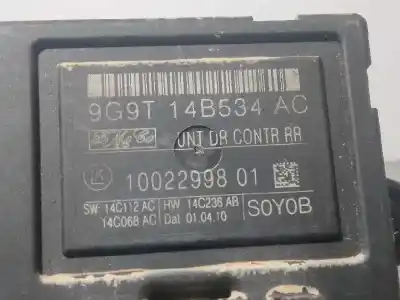 9G9T 14B534 AC
UNT DR CONTR RR
LK 10022998 01
SW: 14C112 AC
14C068 AC
HW: 14C236 AB
Dat 01.04.10
S0Y0B